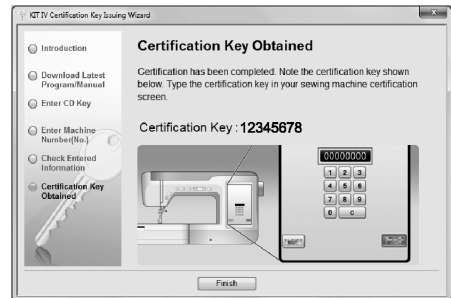 KIT IV Certification Key Issuing Wizard
Introduction
Download Latest
Program/Manual
Enter CD Key
Enter Machine
Number(No.)
Check Entered
Information
Certification Key
Obtained
Certification Key Obtained
Certification has been completed. Note the certification key shown
below. Type the certification key in your sewing machine certification
screen.
Certification Key : 12345678
00000000
1 2 3
4 5 6
7 8 9
0 C
Finish